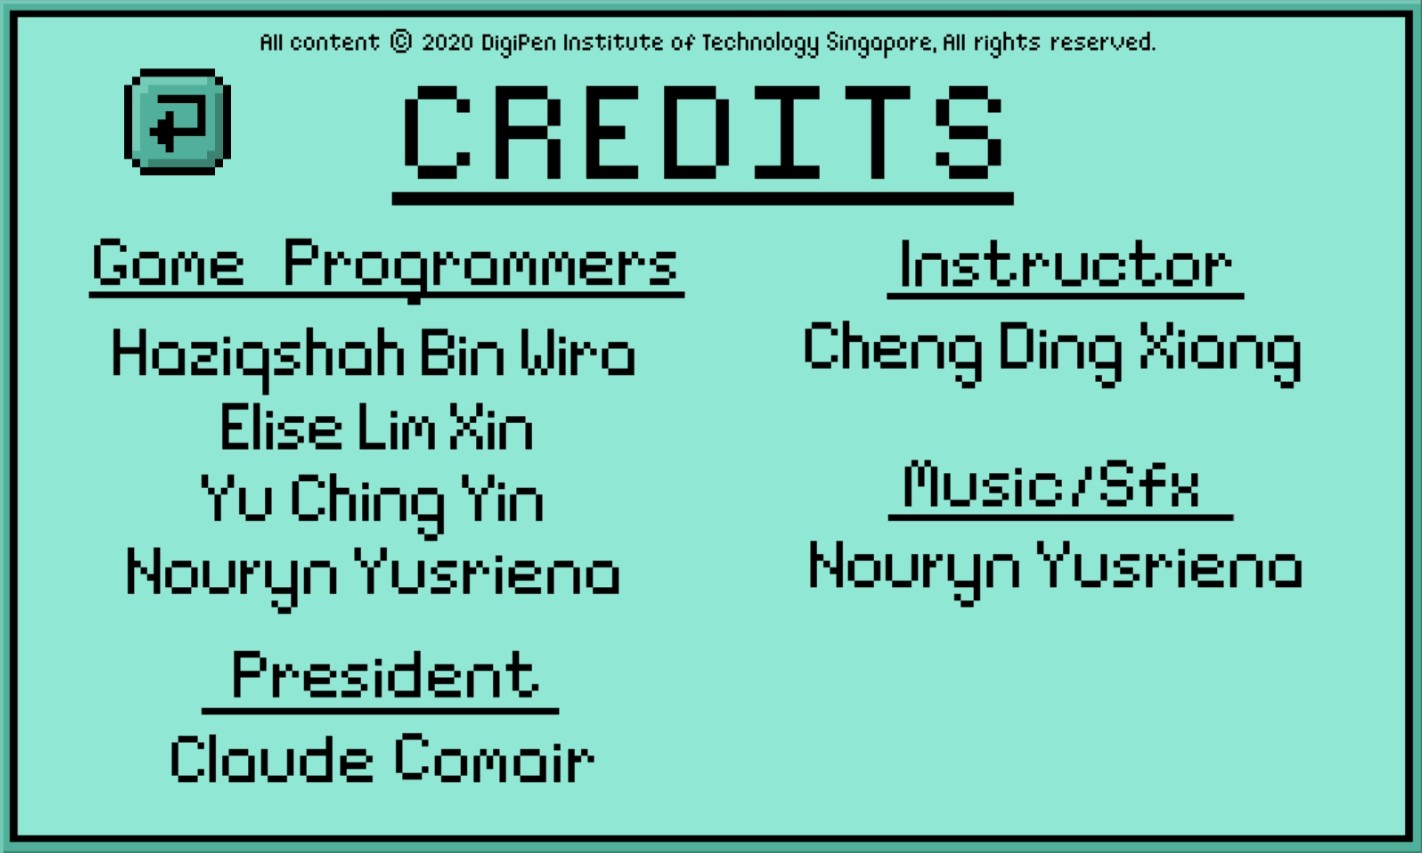 All content © 2020 DigiPen Institute of Technology Singapore, All rights reserved.
CREDITS
Game Programmers
Haziqshah Bin Wira
Elise Lim Xin
Yu Ching Yin
Nouryn Yusriena
President
Claude Comair
Instructor
Cheng Ding Xiang
Music/Sfx
Nouryn Yusriena